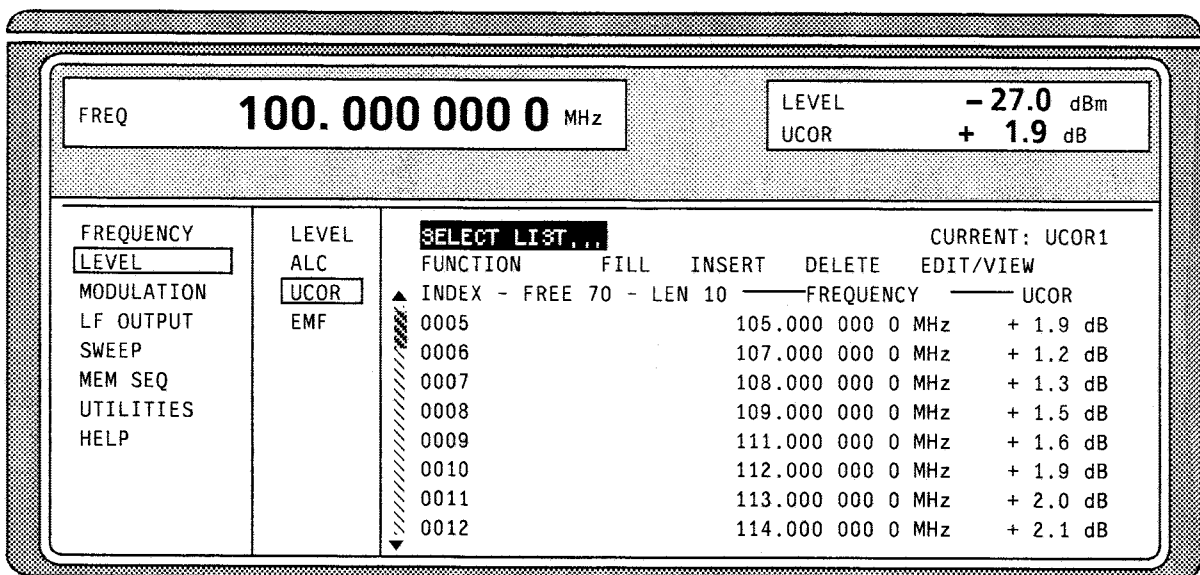 FREQ 100. 000 000 0 MHz
LEVEL - 27.0 dBm
UCOR + 1.9 dB
FREQUENCY
LEVEL
MODULATION
LF OUTPUT
SWEEP
MEM SEQ
UTILITIES
HELP
LEVEL
ALC
UCOR
EMF
SELECT LIST... CURRENT: UCOR1
FUNCTION FILL INSERT DELETE EDIT/VIEW
INDEX - FREE 70 - LEN 10 FREQUENCY UCOR
0005 105.000 000 0 MHz + 1.9 dB
0006 107.000 000 0 MHz + 1.2 dB
0007 108.000 000 0 MHz + 1.3 dB
0008 109.000 000 0 MHz + 1.5 dB
0009 111.000 000 0 MHz + 1.6 dB
0010 112.000 000 0 MHz + 1.9 dB
0011 113.000 000 0 MHz + 2.0 dB
0012 114.000 000 0 MHz + 2.1 dB